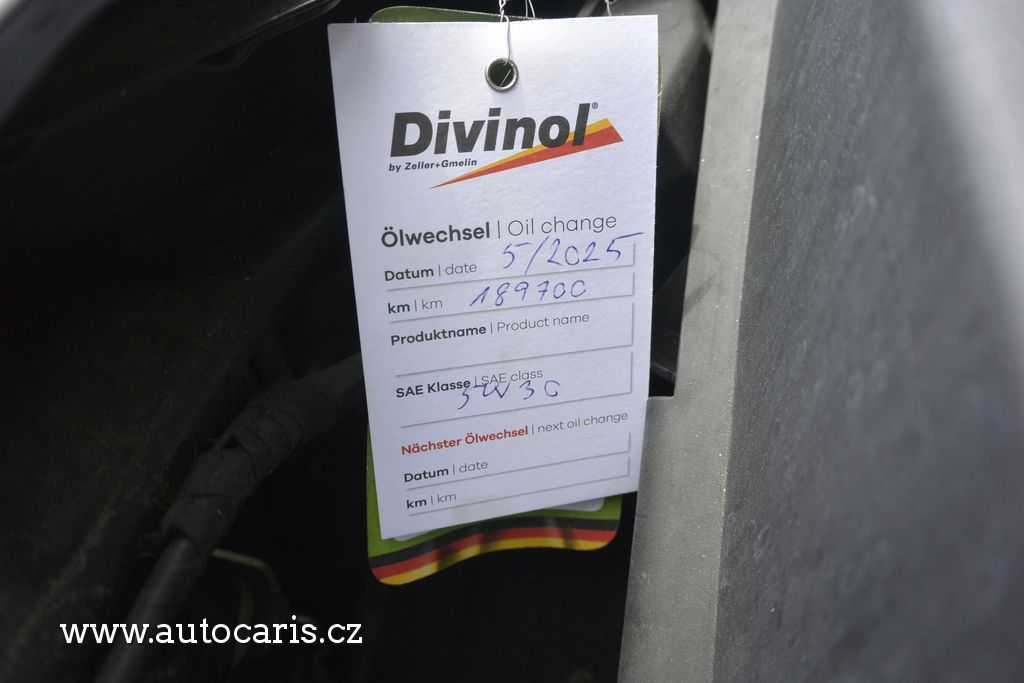 Divinol®
by Zeller+Gmelin
Ölwechsel | Oil change
Datum | date 5/2025
km | km 189700
Produktname | Product name
SAE Klasse | SAE class
5W30
Nächster Ölwechsel | next oil change
Datum | date
km | km
www.autocaris.cz